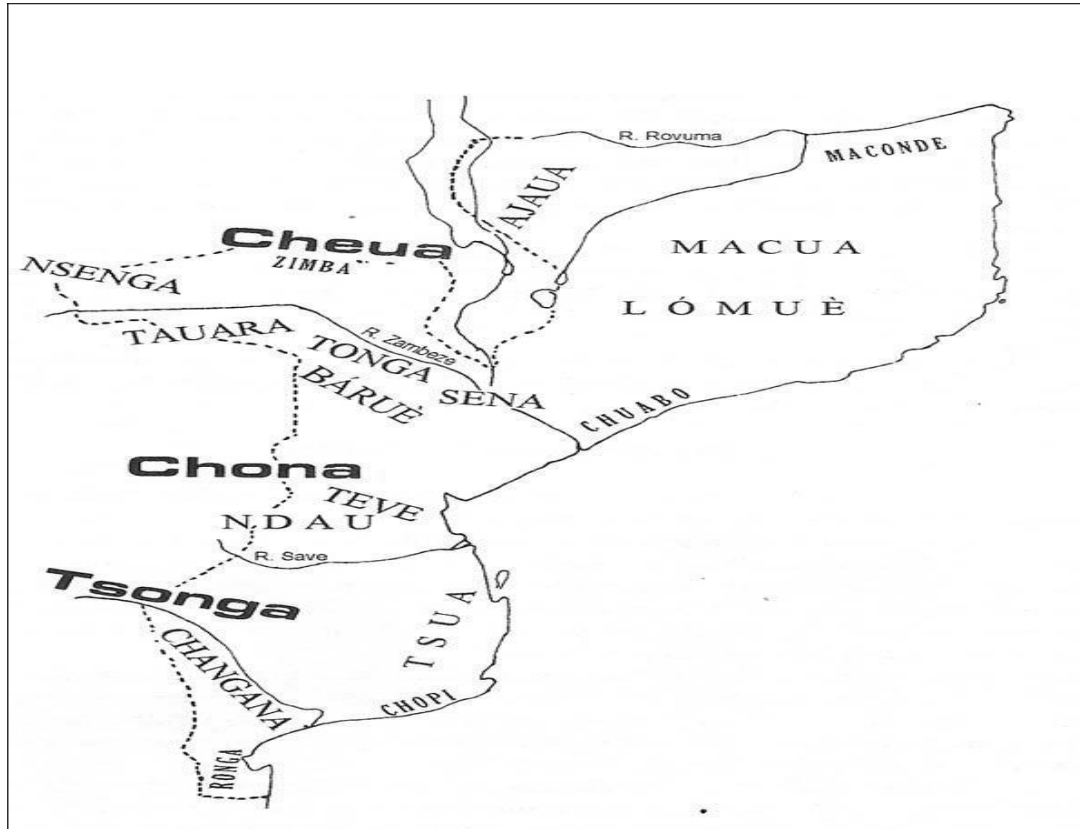 R. Rovuma
MACONDE
AJAUA
Cheua
ZIMBA
MACUA
NSENGA
LÓMUÈ
TAUARA
R. Zambeze
TONGA
BÁRUÈ
SENA
CHUABO
Chona
TEVE
NDAU
R. Save
Tsonga
TSUA
CHANGANA
CHOPI
RONGA